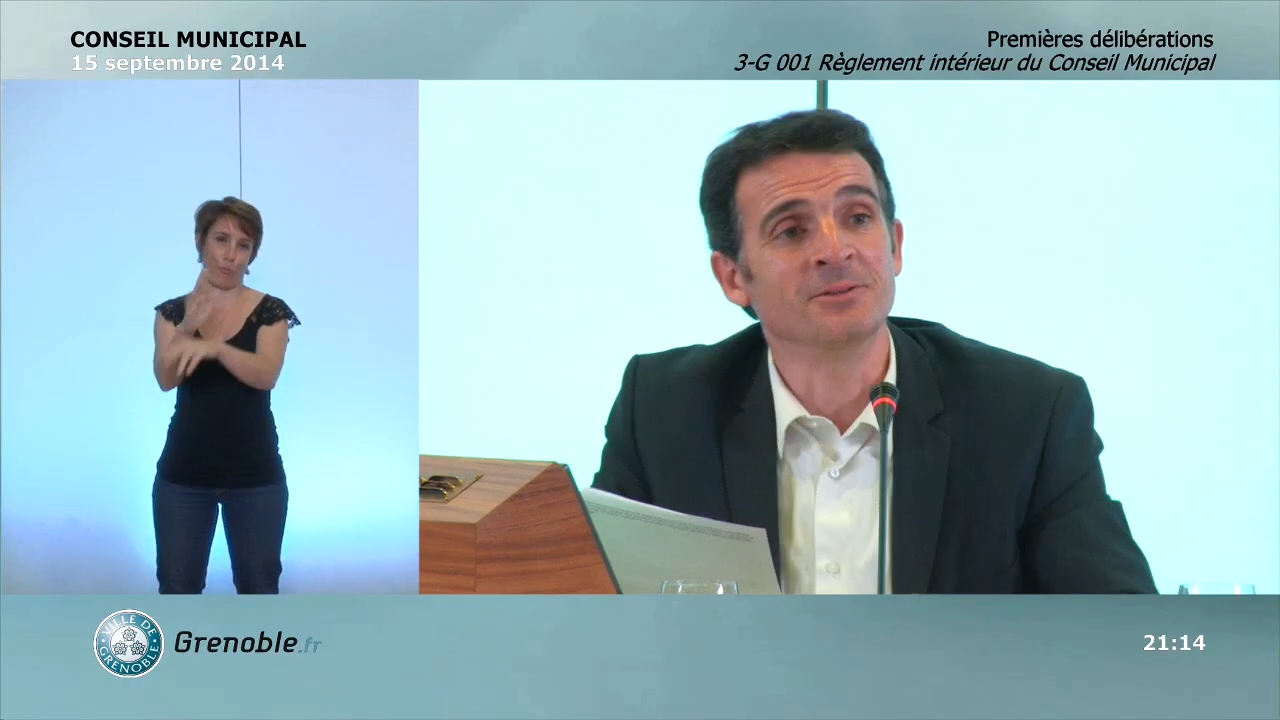 CONSEIL MUNICIPAL
15 septembre 2014
Premières délibérations
3-G 001 Règlement intérieur du Conseil Municipal
VILLE DE
GRENOBLE
Grenoble.fr
21:14